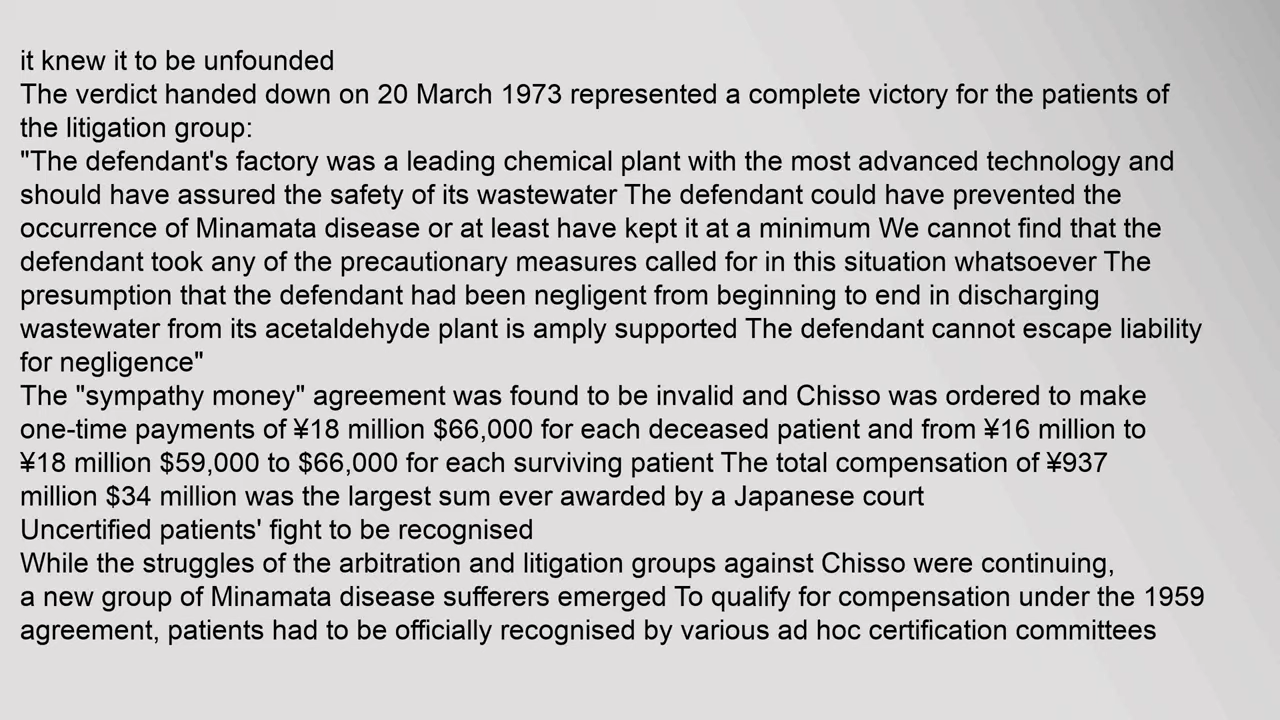 it knew it to be unfounded
The verdict handed down on 20 March 1973 represented a complete victory for the patients of
the litigation group:
"The defendant's factory was a leading chemical plant with the most advanced technology and
should have assured the safety of its wastewater The defendant could have prevented the
occurrence of Minamata disease or at least have kept it at a minimum We cannot find that the
defendant took any of the precautionary measures called for in this situation whatsoever The
presumption that the defendant had been negligent from beginning to end in discharging
wastewater from its acetaldehyde plant is amply supported The defendant cannot escape liability
for negligence"
The "sympathy money" agreement was found to be invalid and Chisso was ordered to make
one-time payments of ¥18 million $66,000 for each deceased patient and from ¥16 million to
¥18 million $59,000 to $66,000 for each surviving patient The total compensation of ¥937
million $34 million was the largest sum ever awarded by a Japanese court
Uncertified patients' fight to be recognised
While the struggles of the arbitration and litigation groups against Chisso were continuing,
a new group of Minamata disease sufferers emerged To qualify for compensation under the 1959
agreement, patients had to be officially recognised by various ad hoc certification committees